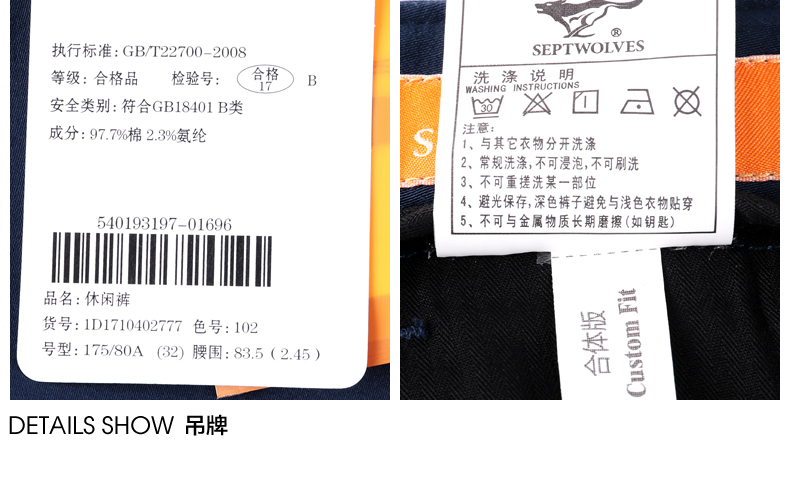 执行标准: GB/T22700-2008
等级: 合格品 检验号: 合格 17 B
安全类别: 符合GB18401 B类
成分: 97.7%棉 2.3%氨纶
540193197-01696
品名: 休闲裤
货号: 1D1710402777 色号: 102
号型: 175/80A (32) 腰围: 83.5 (2.45)
SEPTWOLVES®
洗涤说明
WASHING INSTRUCTIONS
30
注意:
1、与其它衣物分开洗涤
2、常规洗涤,不可浸泡,不可刷洗
3、不可重搓洗某一部位
4、避光保存,深色裤子避免与浅色衣物贴穿
5、不可与金属物质长期磨擦(如钥匙)
S
合体版
Custom Fit
DETAILS SHOW 吊牌